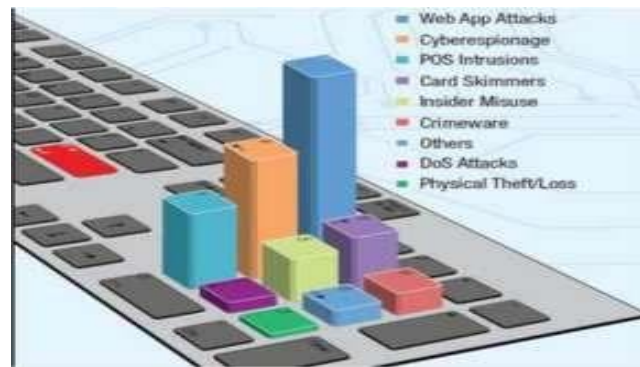 Web App Attacks
Cyberespionage
POS Intrusions
Card Skimmers
Insider Misuse
Crimeware
Others
DoS Attacks
Physical Theft/Loss